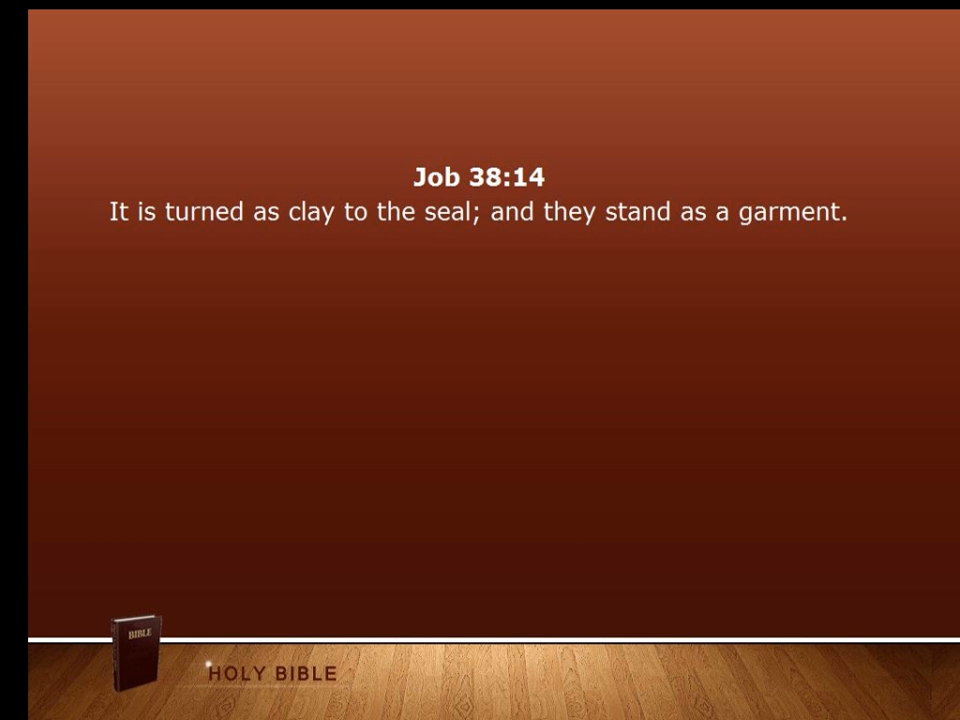 Job 38:14
It is turned as clay to the seal; and they stand as a garment.
BIBLE
HOLY BIBLE